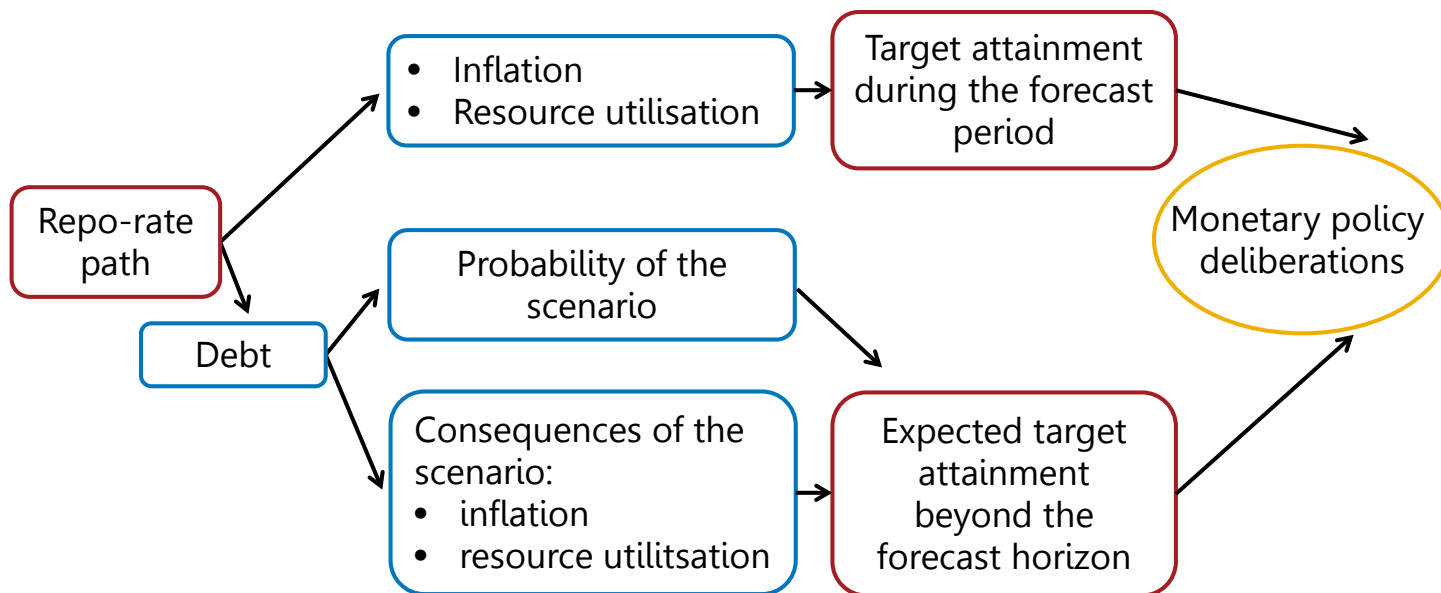 Repo-rate
path
• Inflation
• Resource utilisation
Target attainment
during the forecast
period
Debt
Probability of the
scenario
Consequences of the
scenario:
• inflation
• resource utilitsation
Expected target
attainment
beyond the
forecast horizon
Monetary policy
deliberations